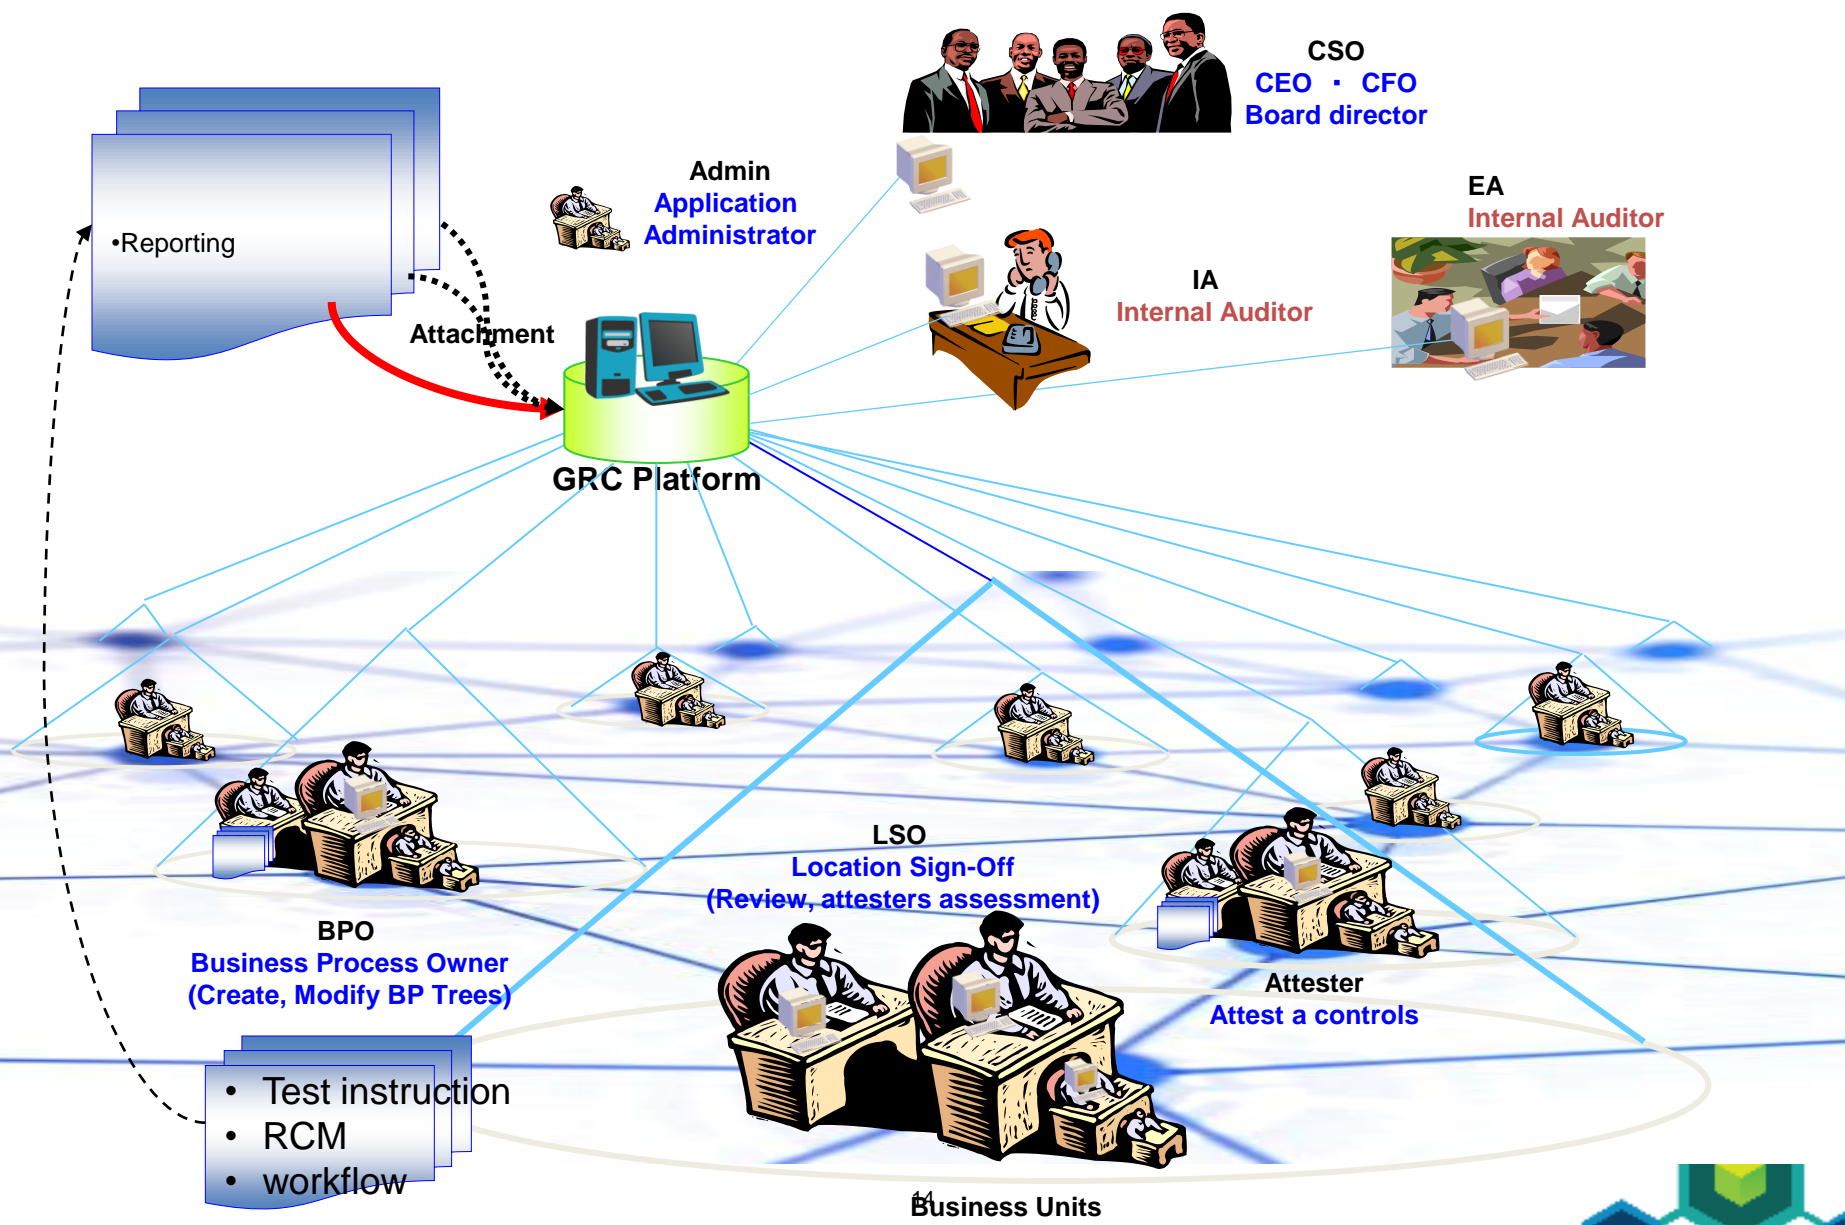 CSO
CEO ・ CFO
Board director
Admin
Application
Administrator
EA
Internal Auditor
•Reporting
IA
Internal Auditor
Attachment
GRC Platform
LSO
Location Sign-Off
(Review, attesters assessment)
BPO
Business Process Owner
(Create, Modify BP Trees)
Attester
Attest a controls
• Test instruction
• RCM
• workflow
14
Business Units